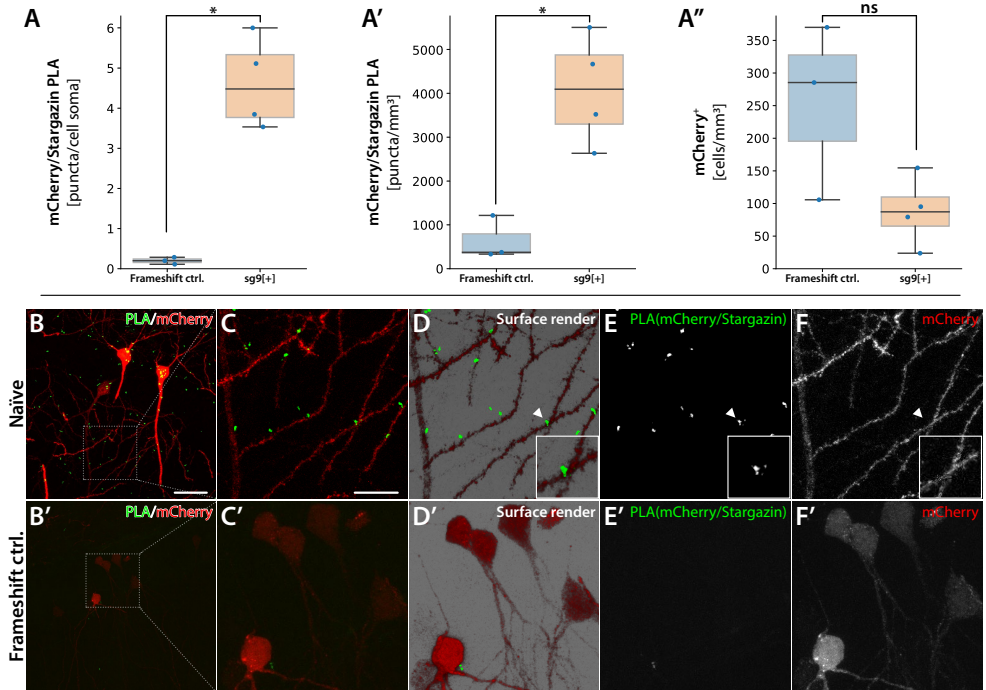 A
mCherry/Stargazin PLA
[puncta/cell soma]
6
5
4
3
2
1
0
*
Frameshift ctrl.
sg9[+]
A′
mCherry/Stargazin PLA
[puncta/mm³]
5000
4000
3000
2000
1000
0
*
Frameshift ctrl.
sg9[+]
A″
mCherry⁺
[cells/mm³]
350
300
250
200
150
100
50
0
ns
Frameshift ctrl.
sg9[+]
Naïve
B
PLA/mCherry
C
D
Surface render
E
PLA(mCherry/Stargazin)
F
mCherry
Frameshift ctrl.
B′
PLA/mCherry
C′
D′
Surface render
E′
PLA(mCherry/Stargazin)
F′
mCherry